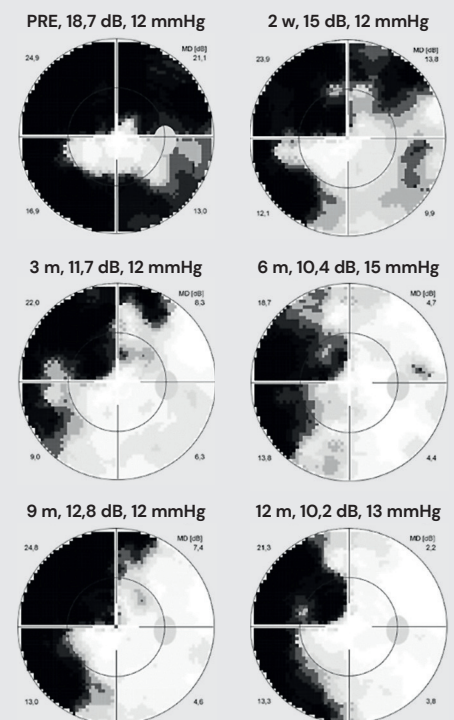 PRE, 18,7 dB, 12 mmHg
MD [dB]
24,9 21,1
16,9 13,0
2 w, 15 dB, 12 mmHg
MD [dB]
23,9 13,8
12,1 9,9
3 m, 11,7 dB, 12 mmHg
MD [dB]
22,0 8,3
9,0 6,3
6 m, 10,4 dB, 15 mmHg
MD [dB]
18,7 4,7
13,8 4,4
9 m, 12,8 dB, 12 mmHg
MD [dB]
24,8 7,4
13,0 4,6
12 m, 10,2 dB, 13 mmHg
MD [dB]
21,3 2,2
13,3 3,8